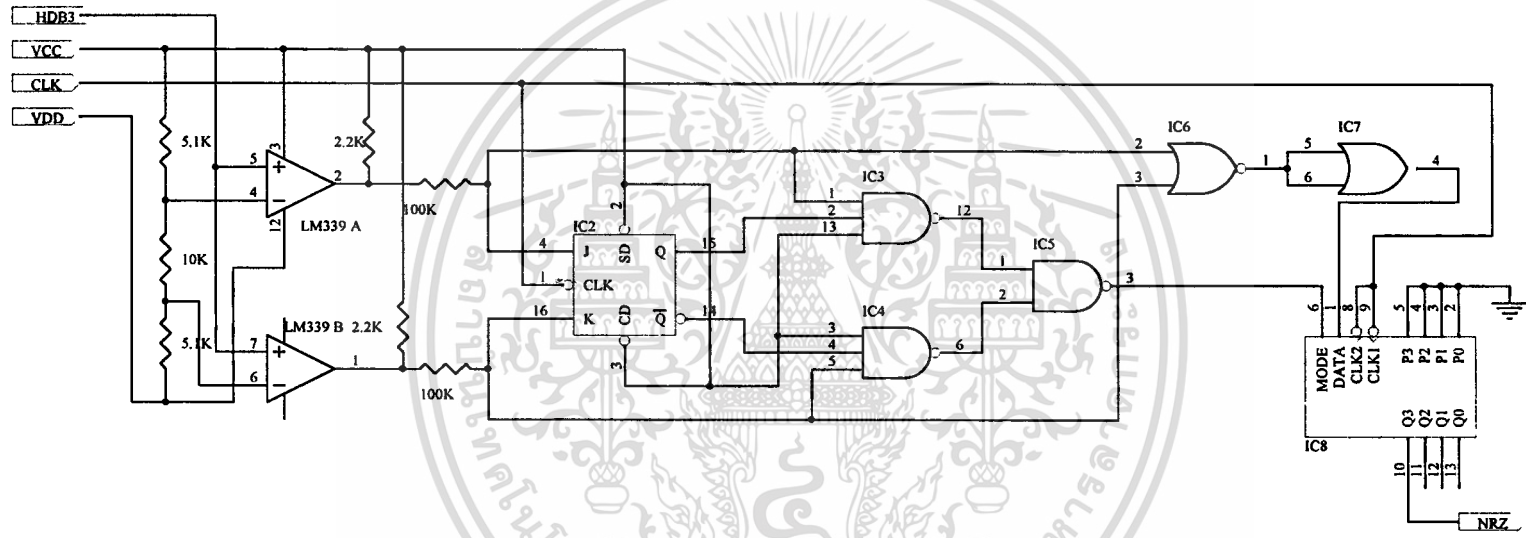 HDB3
VCC
CLK
VDD
5.1K
10K
5.1K
5
4
3
12
2
LM339 A
2.2K
100K
LM339 B
2.2K
7
6
1
100K
IC2
4
J
2
SD
Q
15
1
CLK
16
K
CD
Q
14
3
IC3
1
2
13
12
IC4
3
4
5
6
IC5
1
2
3
IC6
2
3
1
IC7
5
6
4
6
1
8
9
5
4
3
2
MODE
DATA
CLK2
CLK1
P3
P2
P1
P0
Q3
Q2
Q1
Q0
IC8
10
11
12
13
NRZ